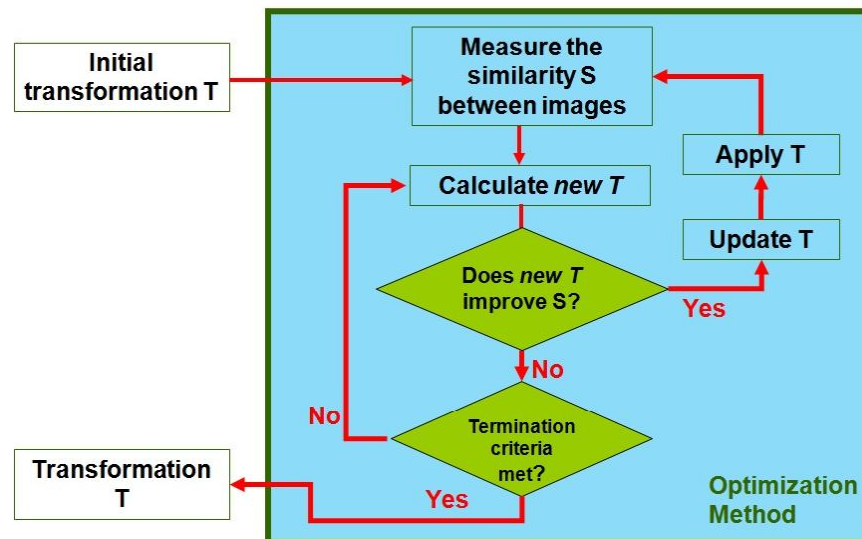 Initial
transformation T
Measure the
similarity S
between images
Calculate new T
Apply T
Update T
Does new T
improve S?
Yes
No
No
Termination
criteria
met?
Yes
Transformation
T
Optimization
Method